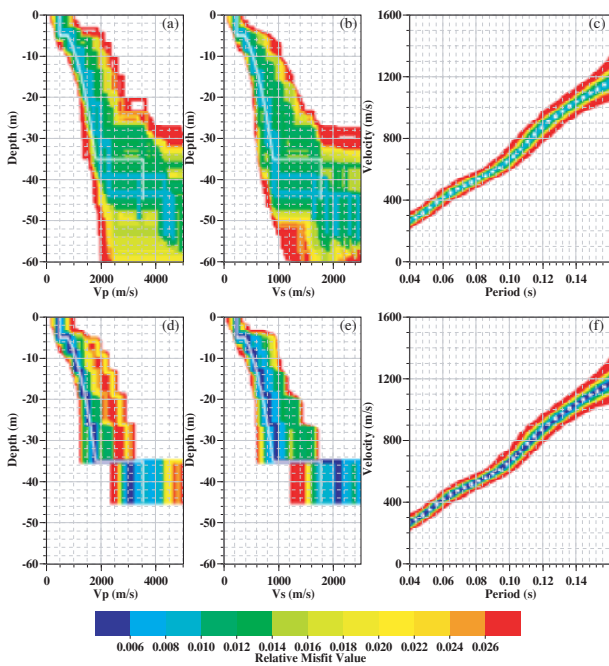 (a)
0
-10
-20
-30
-40
-50
-60
Depth (m)
0 2000 4000
Vp (m/s)
(b)
0
-10
-20
-30
-40
-50
-60
Depth (m)
0 1000 2000
Vs (m/s)
(c)
1600
1200
800
400
0
Velocity (m/s)
0.04 0.06 0.08 0.10 0.12 0.14
Period (s)
(d)
0
-10
-20
-30
-40
-50
-60
Depth (m)
0 2000 4000
Vp (m/s)
(e)
0
-10
-20
-30
-40
-50
-60
Depth (m)
0 1000 2000
Vs (m/s)
(f)
1600
1200
800
400
0
Velocity (m/s)
0.04 0.06 0.08 0.10 0.12 0.14
Period (s)
0.006 0.008 0.010 0.012 0.014 0.016 0.018 0.020 0.022 0.024 0.026
Relative Misfit Value